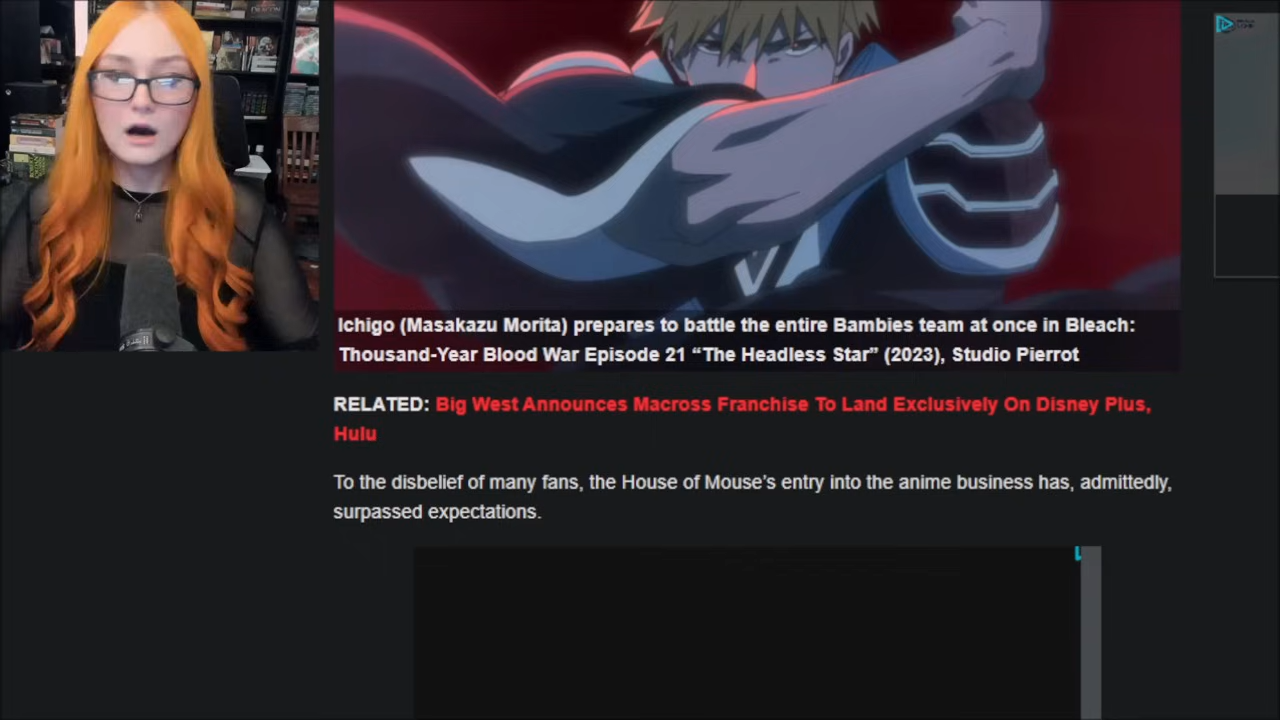 Ichigo (Masakazu Morita) prepares to battle the entire Bambies team at once in Bleach:
Thousand-Year Blood War Episode 21 “The Headless Star” (2023), Studio Pierrot
RELATED: Big West Announces Macross Franchise To Land Exclusively On Disney Plus,
Hulu
To the disbelief of many fans, the House of Mouse’s entry into the anime business has, admittedly,
surpassed expectations.